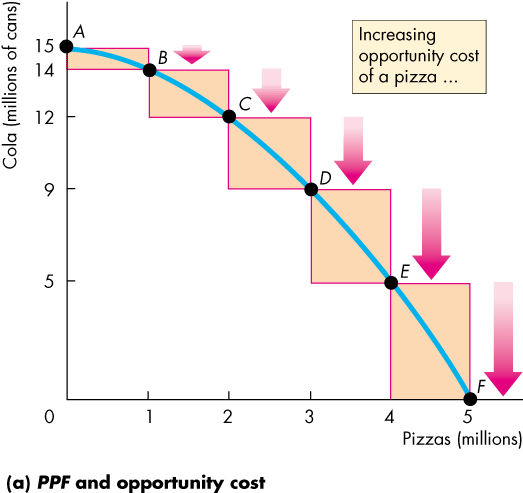 15
A
14
B
12
C
9
D
5
E
F
Increasing
opportunity cost
of a pizza ...
Cola (millions of cans)
0
1
2
3
4
5
Pizzas (millions)
(a) PPF and opportunity cost